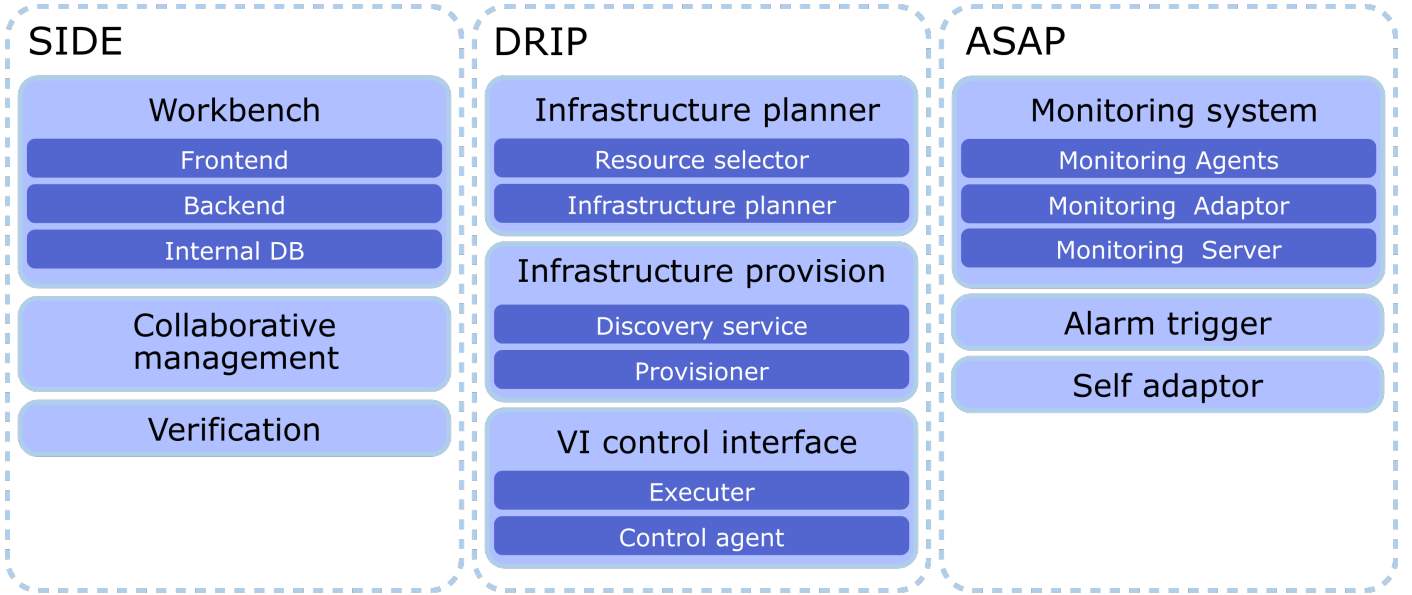 SIDE
Workbench
Frontend
Backend
Internal DB
Collaborative
management
Verification
DRIP
Infrastructure planner
Resource selector
Infrastructure planner
Infrastructure provision
Discovery service
Provisioner
VI control interface
Executer
Control agent
ASAP
Monitoring system
Monitoring Agents
Monitoring  Adaptor
Monitoring  Server
Alarm trigger
Self adaptor